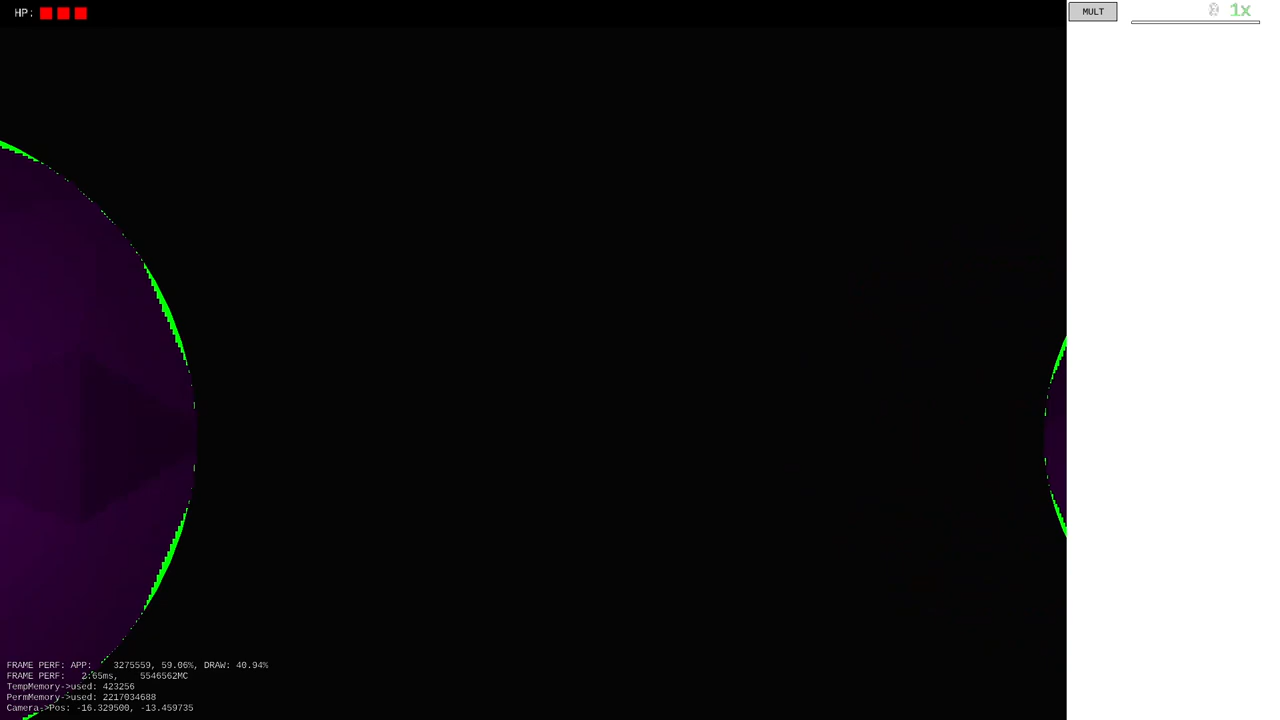 HP:
MULT
1x
FRAME PERF: APP: 3275559, 59.06%, DRAW: 40.94%
FRAME PERF: 2.65ms, 5546562MC
TempMemory->used: 423256
PermMemory->used: 2217034688
Camera->Pos: -16.329500, -13.459735